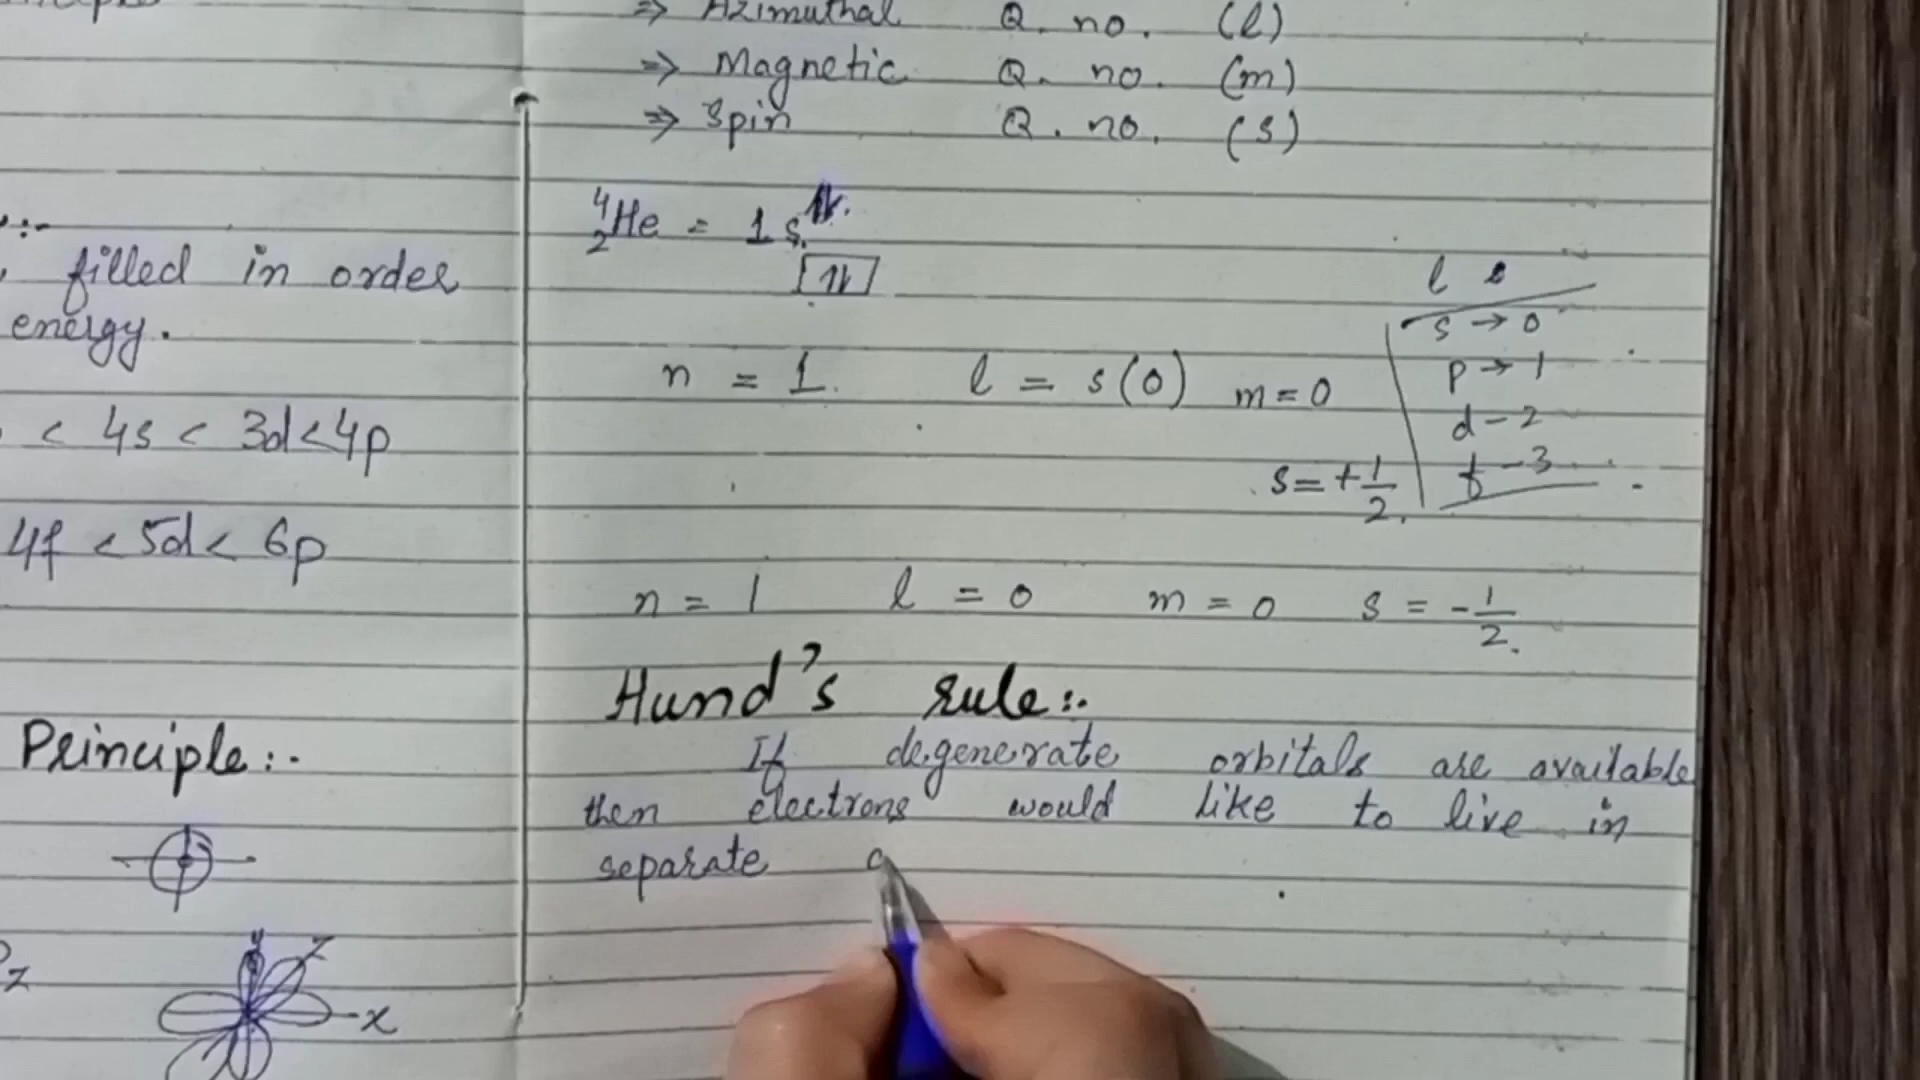 filled in order
energy.
< 4s < 3d < 4p
4f < 5d < 6p
Principle :-
z
y z
x
⇒ Azimuthal Q. no. (l)
⇒ Magnetic Q. no. (m)
⇒ Spin Q. no. (s)
⁴₂He = 1s
1l
n = 1. l = s(0) m = 0
s = +1/2.
l
s → 0
p → 1
d - 2
f - 3
n = 1 l = 0 m = 0 s = -1/2.
Hund's rule :-
If degenerate orbitals are available
then electrons would like to live in
separate